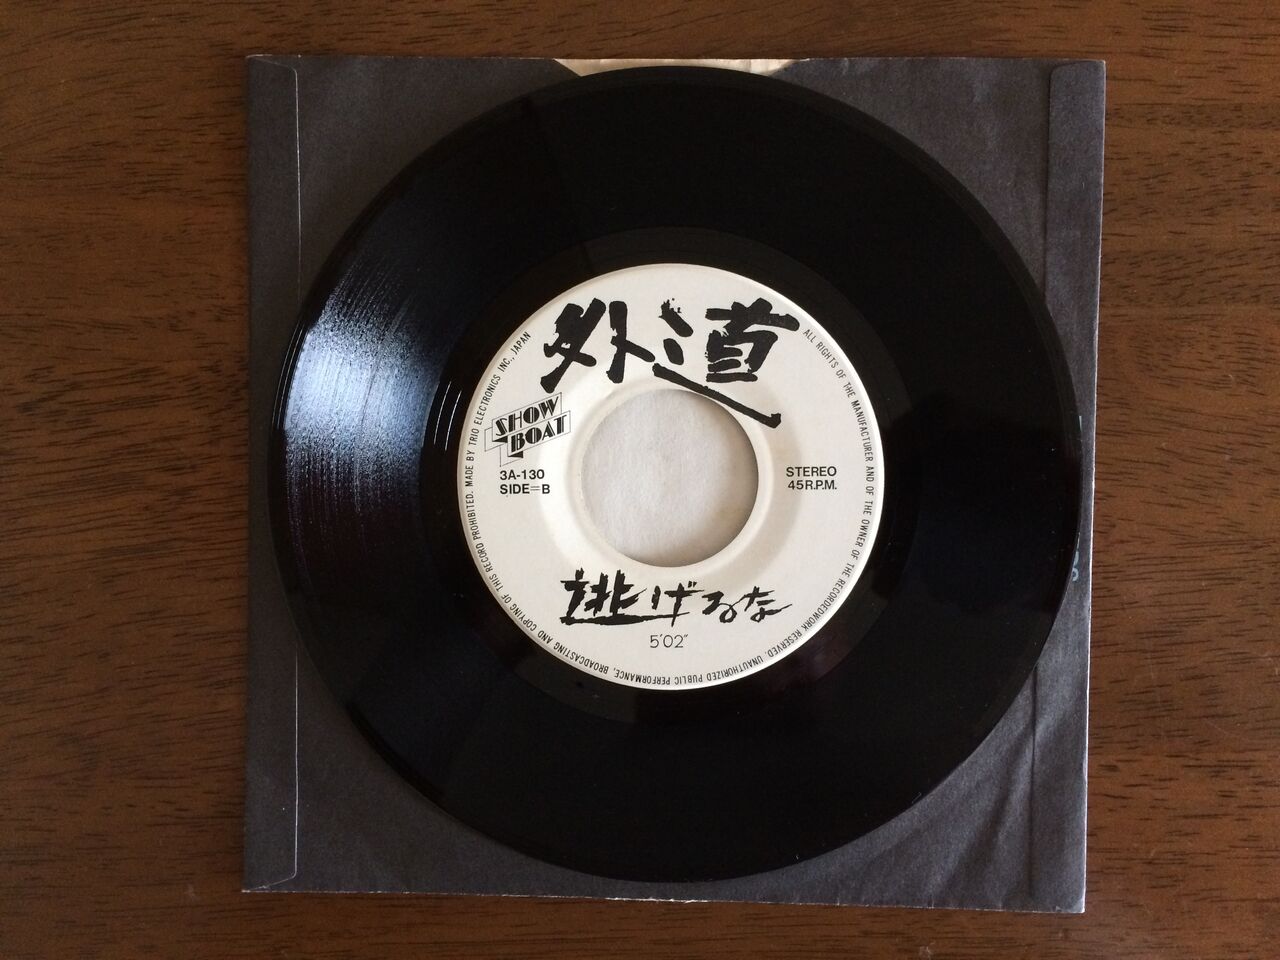 外道
SHOW
BOAT
3A-130
SIDE=B
STEREO
45R.P.M.
逃げるな
5'02"
ALL RIGHTS OF THE MANUFACTURER AND OF THE OWNER OF THE RECORDEDWORK RESERVED. UNAUTHORIZED PUBLIC PERFORMANCE, BROADCASTING AND COPYING OF THIS RECORD PROHIBITED. MADE BY TRIO ELECTRONICS INC., JAPAN